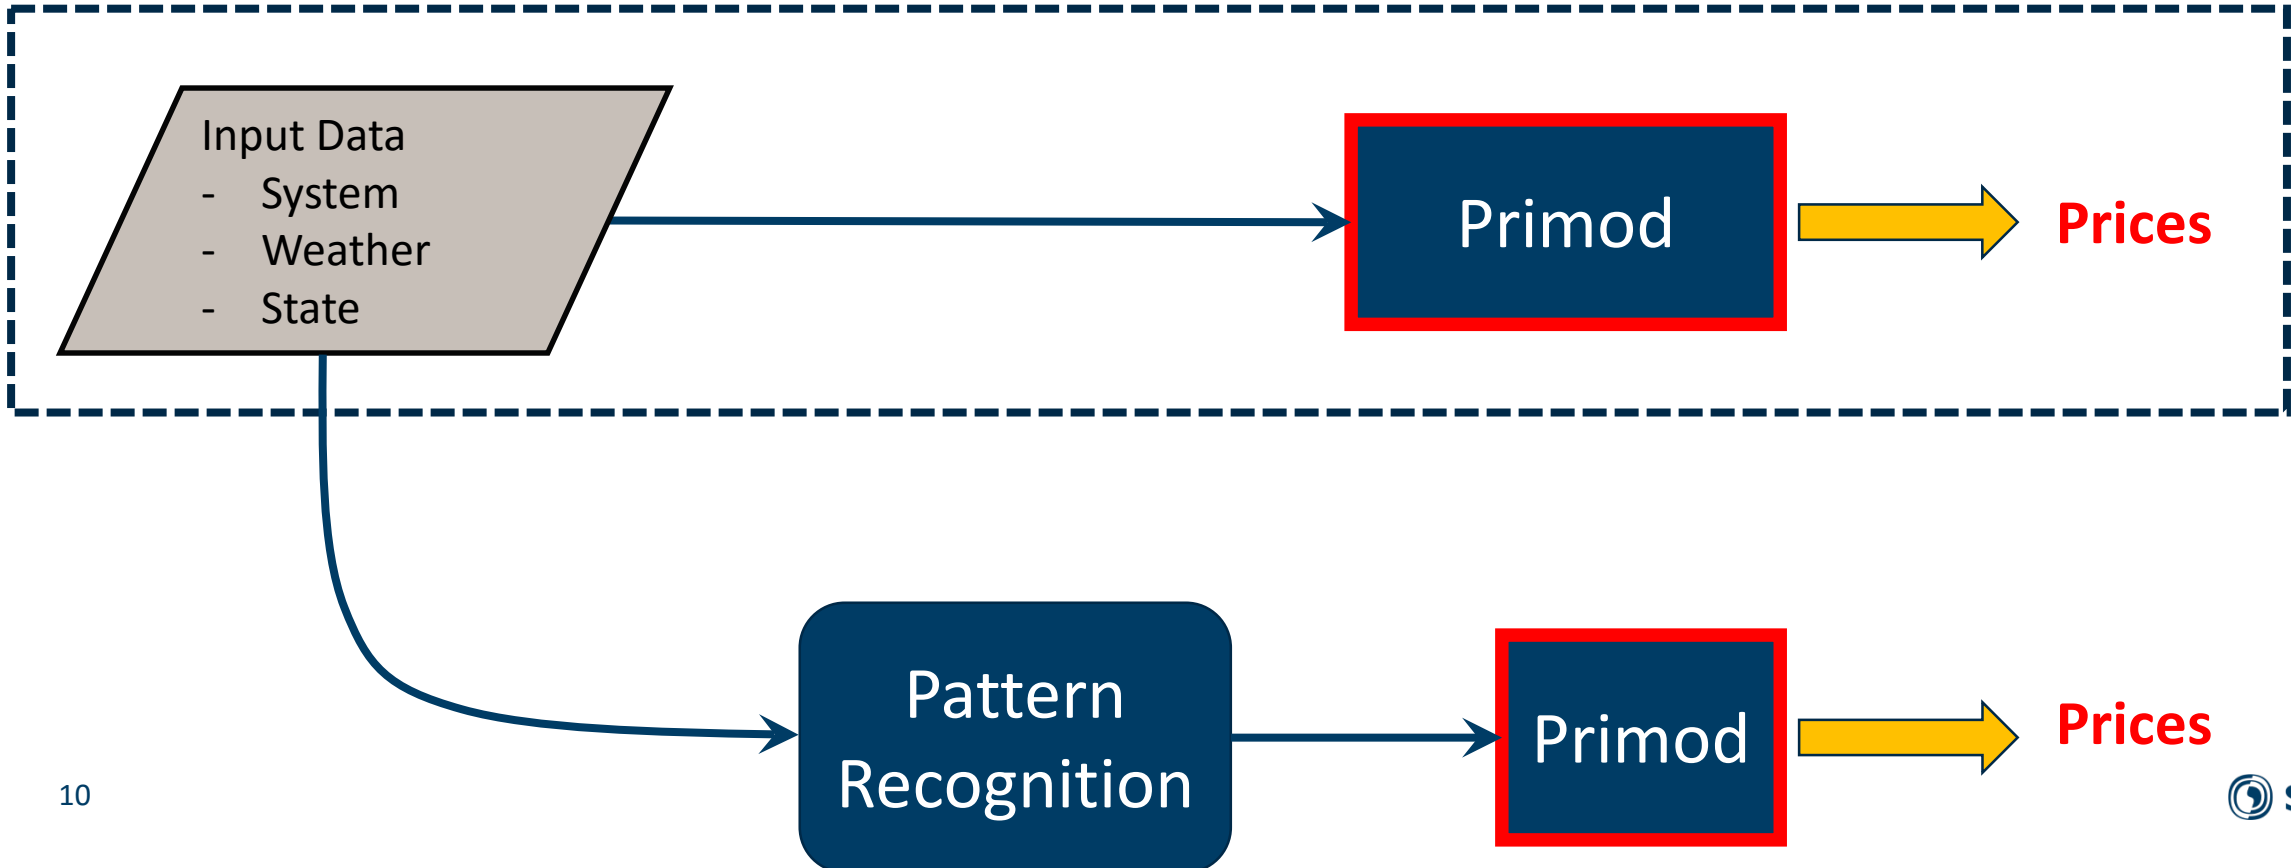 Input Data
- System
- Weather
- State
Primod
Prices
Pattern
Recognition
Primod
Prices
10